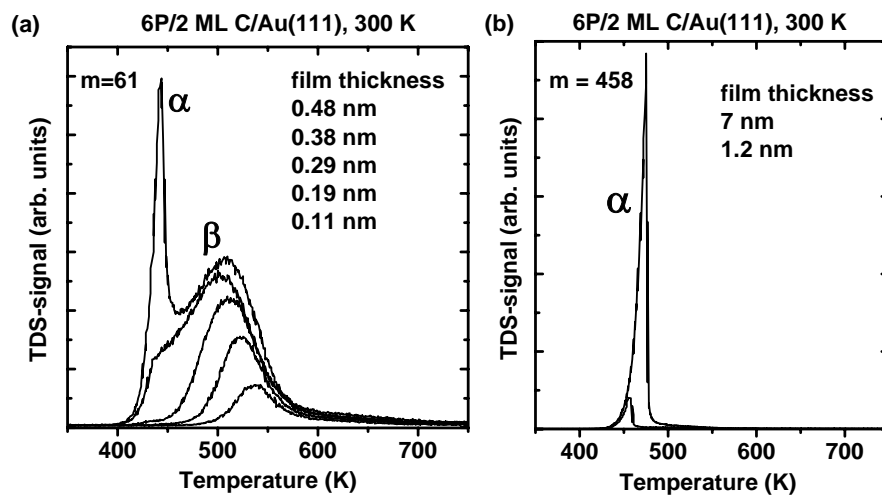 (a)
6P/2 ML C/Au(111), 300 K
m=61
α
β
film thickness
0.48 nm
0.38 nm
0.29 nm
0.19 nm
0.11 nm
TDS-signal (arb. units)
400 500 600 700
Temperature (K)
(b)
6P/2 ML C/Au(111), 300 K
m = 458
α
film thickness
7 nm
1.2 nm
TDS-signal (arb. units)
400 500 600 700
Temperature (K)